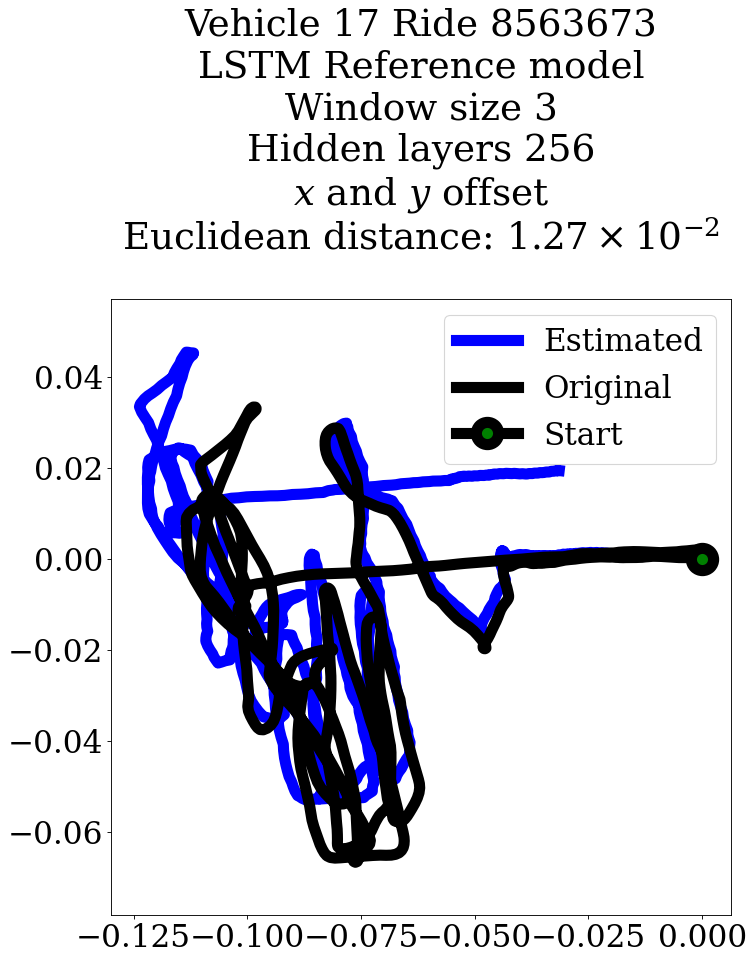 Vehicle 17 Ride 8563673
LSTM Reference model
Window size 3
Hidden layers 256
x and y offset
Euclidean distance: 1.27 × 10⁻²
Estimated
Original
Start
0.04
0.02
0.00
−0.02
−0.04
−0.06
−0.125 −0.100 −0.075 −0.050 −0.025 0.000